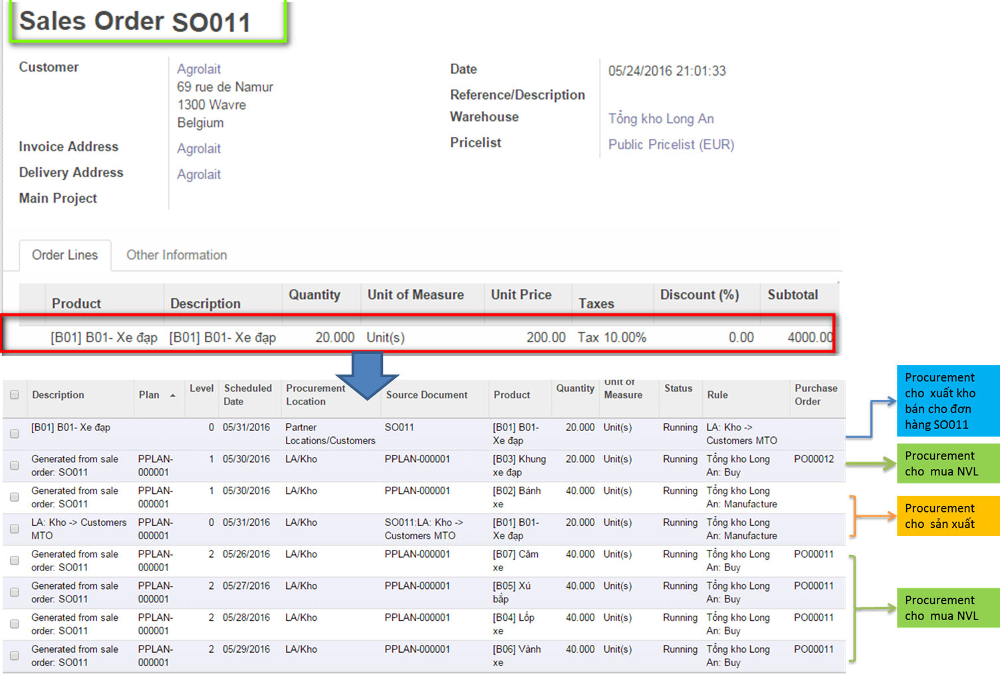 Sales Order SO011
Customer
Agrolait
69 rue de Namur
1300 Wavre
Belgium
Invoice Address
Agrolait
Delivery Address
Agrolait
Main Project
Date
05/24/2016 21:01:33
Reference/Description
Warehouse
Tổng kho Long An
Pricelist
Public Pricelist (EUR)
Order Lines Other Information
Product Description Quantity Unit of Measure Unit Price Taxes Discount (%) Subtotal
[B01] B01- Xe đạp [B01] B01- Xe đạp 20.000 Unit(s) 200.00 Tax 10.00% 0.00 4000.00
Description Plan Level Scheduled Procurement Source Document Product Quantity Unit of Status Rule Purchase
Date Location Measure Order
[B01] B01- Xe đạp 0 05/31/2016 Partner SO011 [B01] B01- 20.000 Unit(s) Running LA: Kho ->
Locations/Customers Xe đạp Customers MTO
Generated from sale PPLAN- 1 05/30/2016 LA/Kho PPLAN-000001 [B03] Khung 20.000 Unit(s) Running Tổng kho Long PO00012
order: SO011 000001 xe đạp An: Buy
Generated from sale PPLAN- 1 05/30/2016 LA/Kho PPLAN-000001 [B02] Bánh 40.000 Unit(s) Running Tổng kho Long
order: SO011 000001 xe An: Manufacture
LA: Kho -> Customers PPLAN- 0 05/31/2016 LA/Kho SO011:LA: Kho -> [B01] B01- 20.000 Unit(s) Running Tổng kho Long
MTO 000001 Customers MTO Xe đạp An: Manufacture
Generated from sale PPLAN- 2 05/26/2016 LA/Kho PPLAN-000001 [B07] Căm 40.000 Unit(s) Running Tổng kho Long PO00011
order: SO011 000001 xe An: Buy
Generated from sale PPLAN- 2 05/27/2016 LA/Kho PPLAN-000001 [B05] Xú 40.000 Unit(s) Running Tổng kho Long PO00011
order: SO011 000001 bắp An: Buy
Generated from sale PPLAN- 2 05/28/2016 LA/Kho PPLAN-000001 [B04] Lốp 40.000 Unit(s) Running Tổng kho Long PO00011
order: SO011 000001 xe An: Buy
Generated from sale PPLAN- 2 05/29/2016 LA/Kho PPLAN-000001 [B06] Vành 40.000 Unit(s) Running Tổng kho Long PO00011
order: SO011 000001 xe An: Buy
Procurement
cho xuất kho
bán cho đơn
hàng SO011
Procurement
cho mua NVL
Procurement
cho sản xuất
Procurement
cho mua NVL